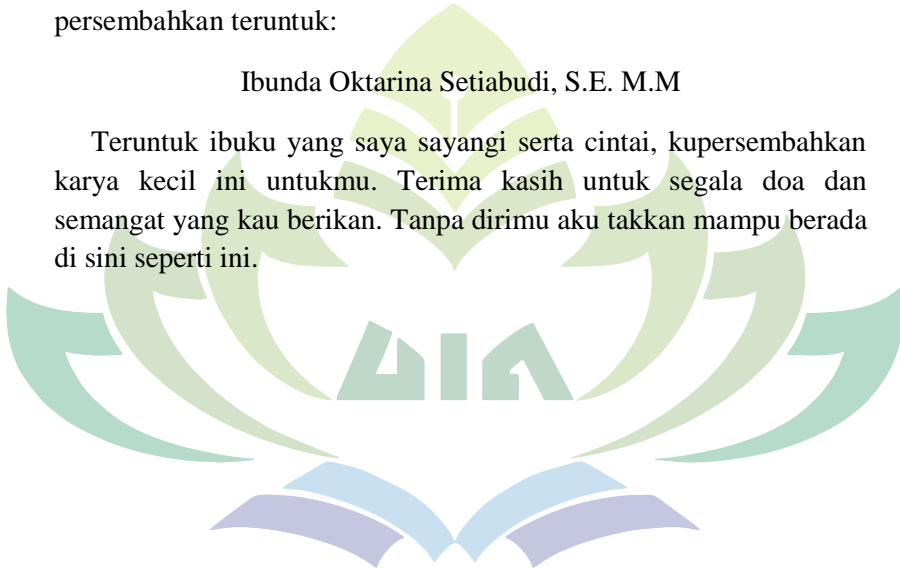 persembahkan teruntuk:
Ibunda Oktarina Setiabudi, S.E. M.M
Teruntuk ibuku yang saya sayangi serta cintai, kupersembahkan
karya kecil ini untukmu. Terima kasih untuk segala doa dan
semangat yang kau berikan. Tanpa dirimu aku takkan mampu berada
di sini seperti ini.
UIN